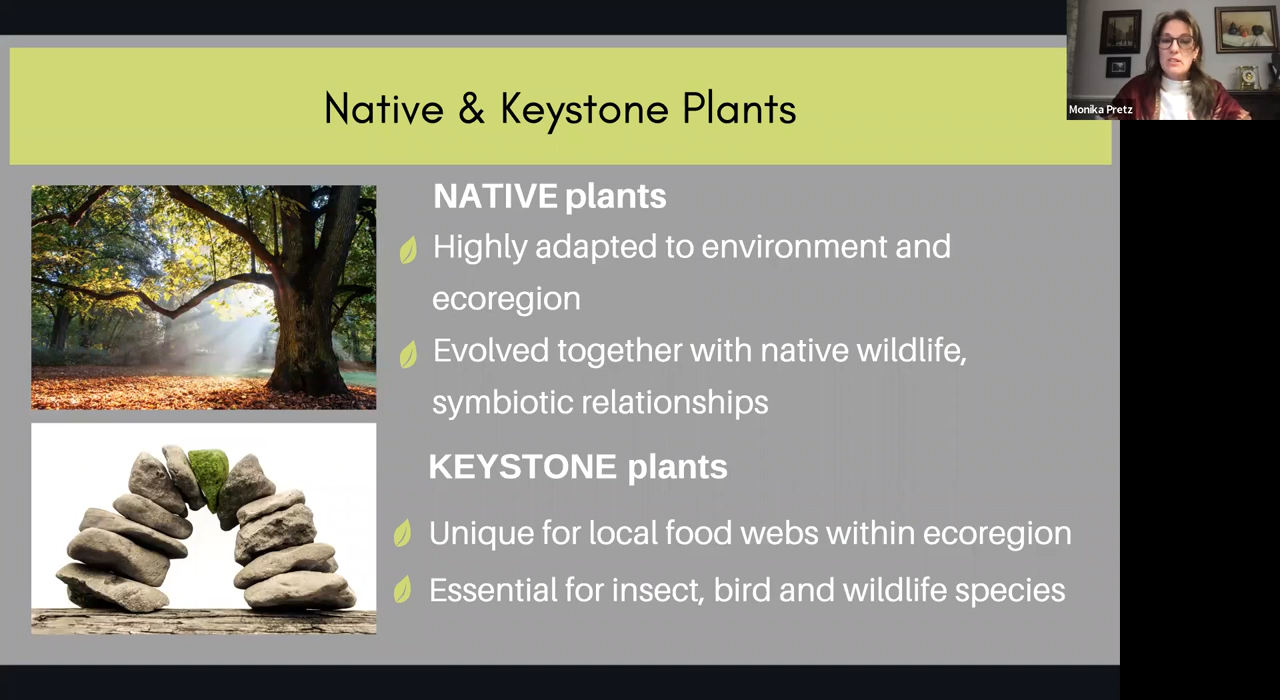 Native & Keystone Plants
Monika Pretz
NATIVE plants
Highly adapted to environment and
ecoregion
Evolved together with native wildlife,
symbiotic relationships
KEYSTONE plants
Unique for local food webs within ecoregion
Essential for insect, bird and wildlife species